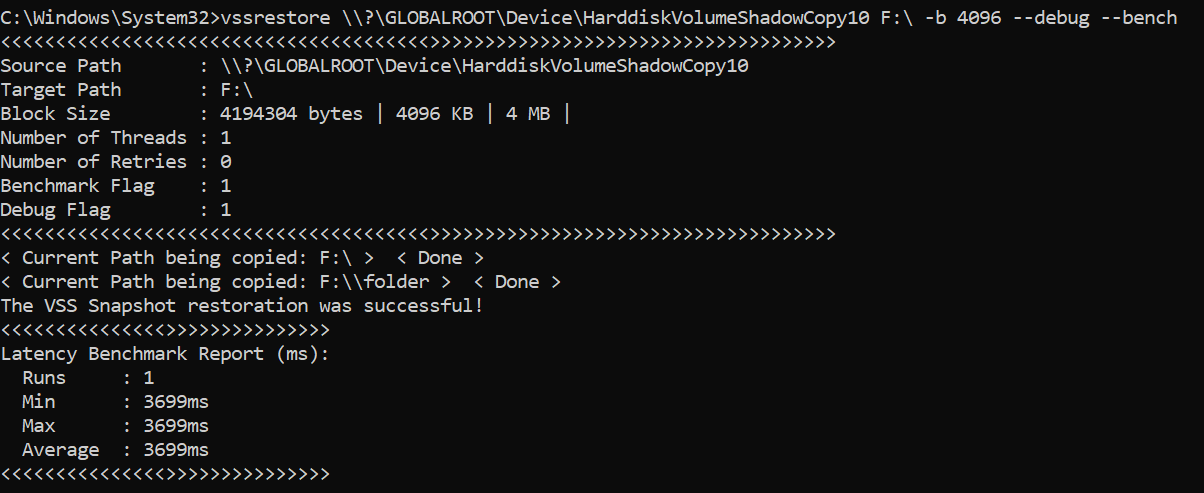 C:\Windows\System32>vssrestore \\?\GLOBALROOT\Device\HarddiskVolumeShadowCopy10 F:\ -b 4096 --debug --bench
<<<<<<<<<<<<<<<<<<<<<<<<<<<<<<<<<<<<<<<>>>>>>>>>>>>>>>>>>>>>>>>>>>>>>>>>>>>>
Source Path       : \\?\GLOBALROOT\Device\HarddiskVolumeShadowCopy10
Target Path       : F:\
Block Size        : 4194304 bytes | 4096 KB | 4 MB |
Number of Threads : 1
Number of Retries : 0
Benchmark Flag    : 1
Debug Flag        : 1
<<<<<<<<<<<<<<<<<<<<<<<<<<<<<<<<<<<<<<<>>>>>>>>>>>>>>>>>>>>>>>>>>>>>>>>>>>>>
< Current Path being copied: F:\ >  < Done >
< Current Path being copied: F:\\folder >  < Done >
The VSS Snapshot restoration was successful!
<<<<<<<<<<<<<<<>>>>>>>>>>>>>>>
Latency Benchmark Report (ms):
  Runs     : 1
  Min      : 3699ms
  Max      : 3699ms
  Average  : 3699ms
<<<<<<<<<<<<<<<>>>>>>>>>>>>>>>